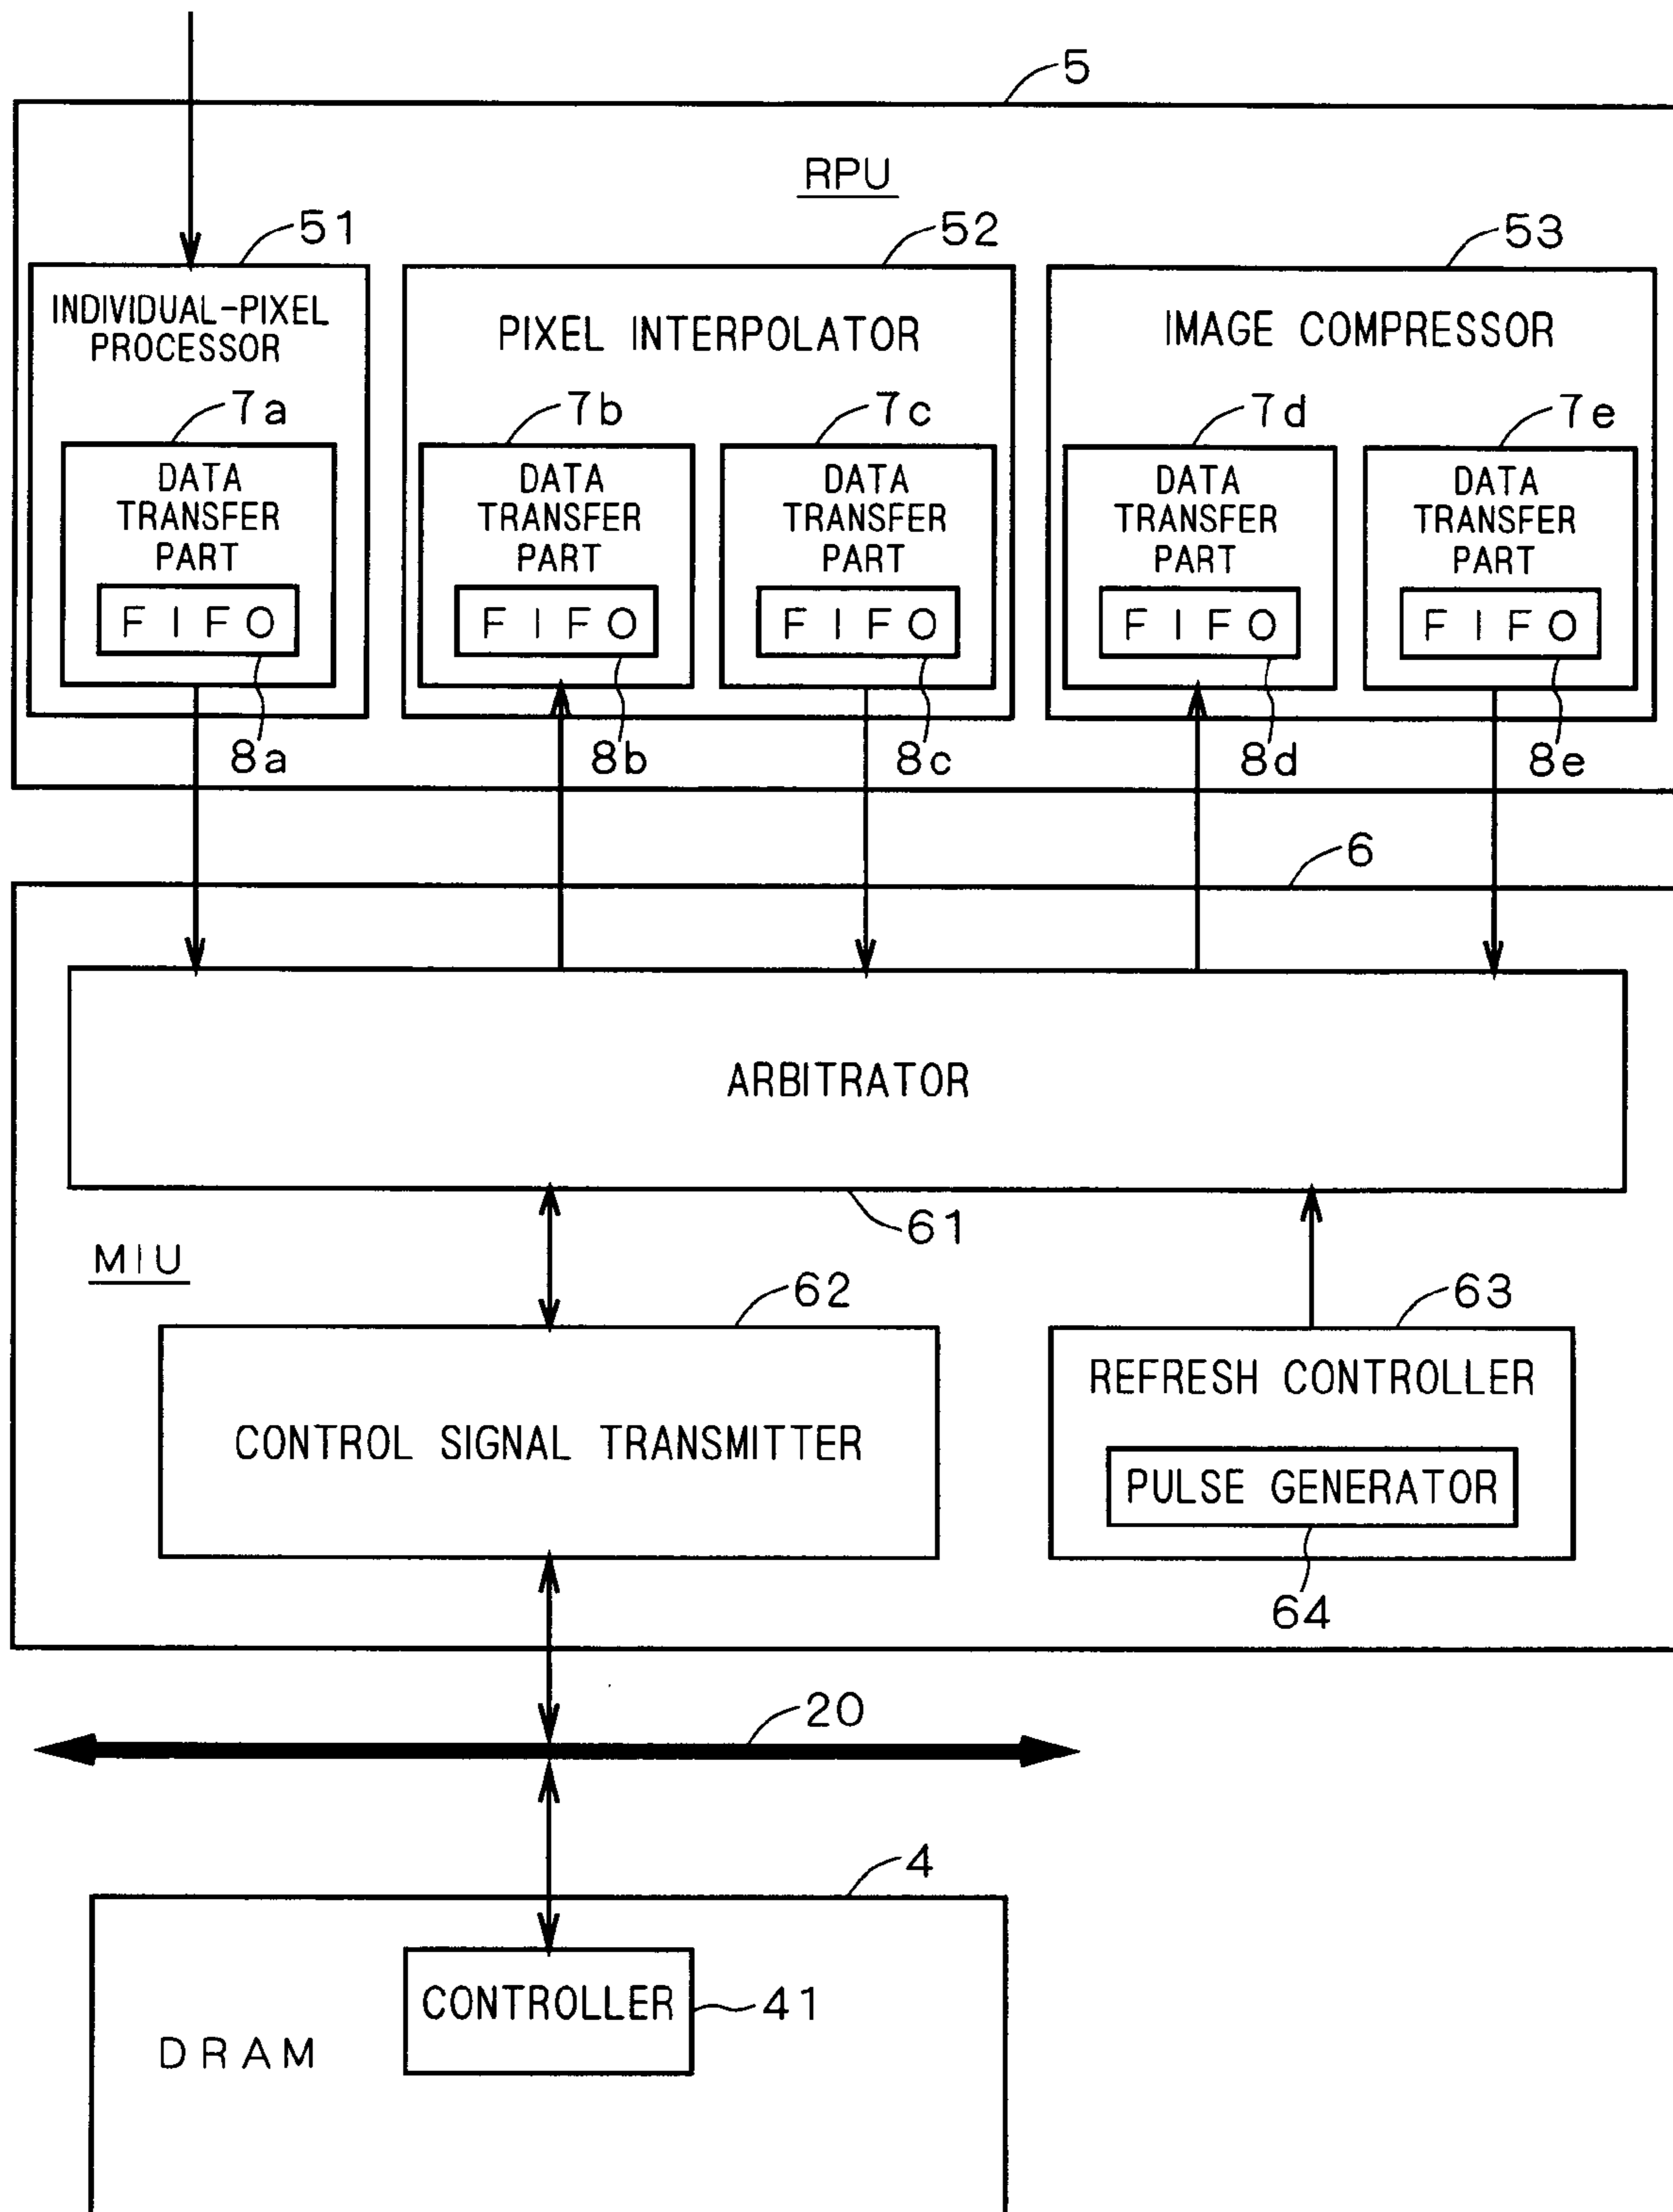 5
RPU
51
52
53
INDIVIDUAL-PIXEL
PROCESSOR
PIXEL INTERPOLATOR
IMAGE COMPRESSOR
7a
7b
7c
7d
7e
DATA
TRANSFER
PART
FIFO
DATA
TRANSFER
PART
FIFO
DATA
TRANSFER
PART
FIFO
DATA
TRANSFER
PART
FIFO
DATA
TRANSFER
PART
FIFO
8a
8b
8c
8d
8e
6
ARBITRATOR
61
MIU
62
63
CONTROL SIGNAL TRANSMITTER
REFRESH CONTROLLER
PULSE GENERATOR
64
20
4
CONTROLLER
41
DRAM